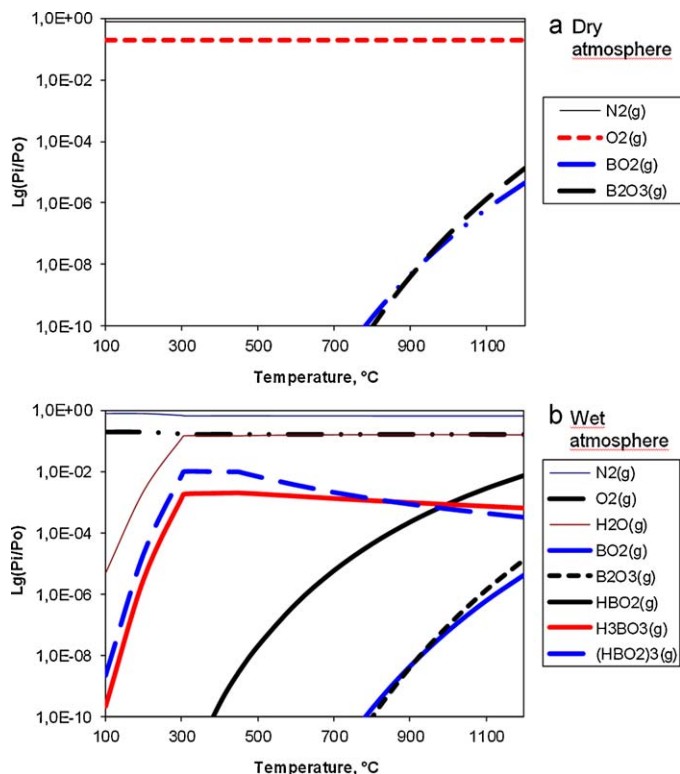 a Dry
atmosphere
1,0E+00
1,0E-02
1,0E-04
1,0E-06
1,0E-08
1,0E-10
Lg(Pi/Po)
100 300 500 700 900 1100
Temperature, °C
N2(g)
O2(g)
BO2(g)
B2O3(g)
b Wet
atmosphere
1,0E+00
1,0E-02
1,0E-04
1,0E-06
1,0E-08
1,0E-10
Lg(Pi/Po)
100 300 500 700 900 1100
Temperature, °C
N2(g)
O2(g)
H2O(g)
BO2(g)
B2O3(g)
HBO2(g)
H3BO3(g)
(HBO2)3(g)